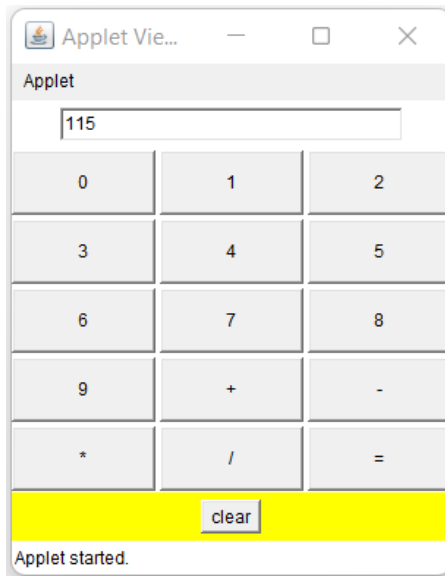 Applet Vie...
Applet
115
0 1 2
3 4 5
6 7 8
9 + -
* / =
clear
Applet started.